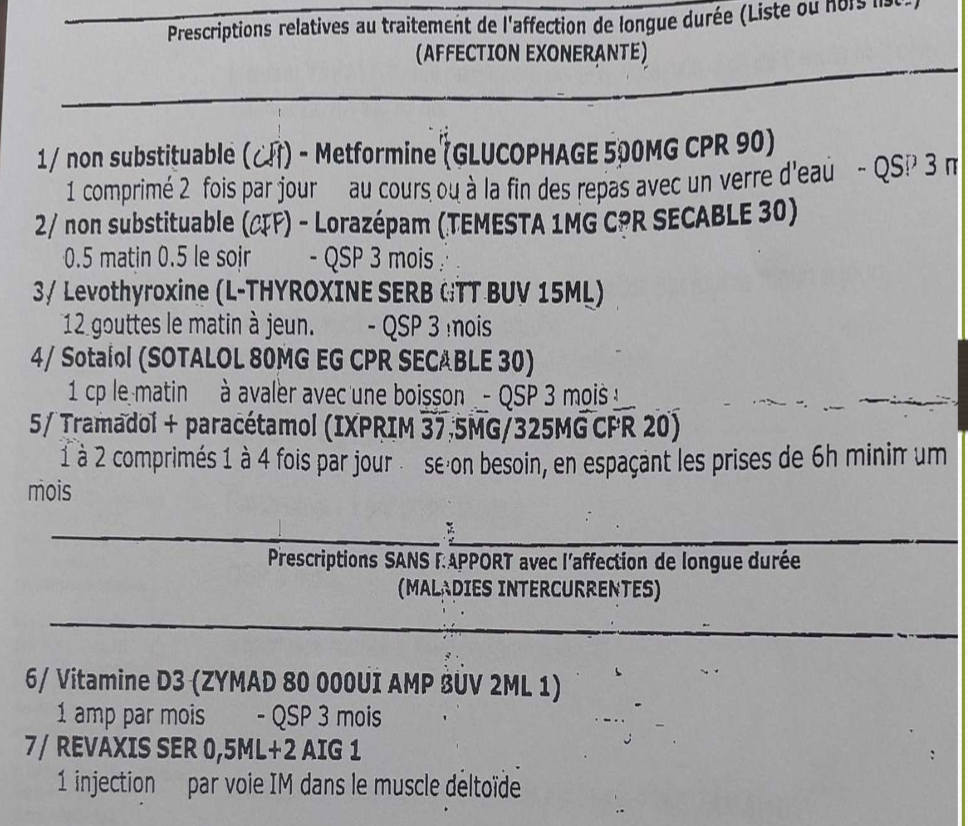 Prescriptions relatives au traitement de l'affection de longue durée (Liste ou hors
(AFFECTION EXONERANTE)
1/ non substituable ( ) - Metformine (GLUCOPHAGE 500MG CPR 90)
1 comprimé 2 fois par jour au cours ou à la fin des repas avec un verre d'eau - QSP 3 m
2/ non substituable ( ) - Lorazépam (TEMESTA 1MG CPR SECABLE 30)
0.5 matin 0.5 le soir - QSP 3 mois
3/ Levothyroxine (L-THYROXINE SERB GTT BUV 15ML)
12 gouttes le matin à jeun. - QSP 3 mois
4/ Sotalol (SOTALOL 80MG EG CPR SECABLE 30)
1 cp le matin à avaler avec une boisson - QSP 3 mois
5/ Tramadol + paracétamol (IXPRIM 37,5MG/325MG CPR 20)
1 à 2 comprimés 1 à 4 fois par jour selon besoin, en espaçant les prises de 6h minimum
mois
Prescriptions SANS RAPPORT avec l'affection de longue durée
(MALADIES INTERCURRENTES)
6/ Vitamine D3 (ZYMAD 80 000UI AMP BUV 2ML 1)
1 amp par mois - QSP 3 mois
7/ REVAXIS SER 0,5ML+2 AIG 1
1 injection par voie IM dans le muscle deltoïde